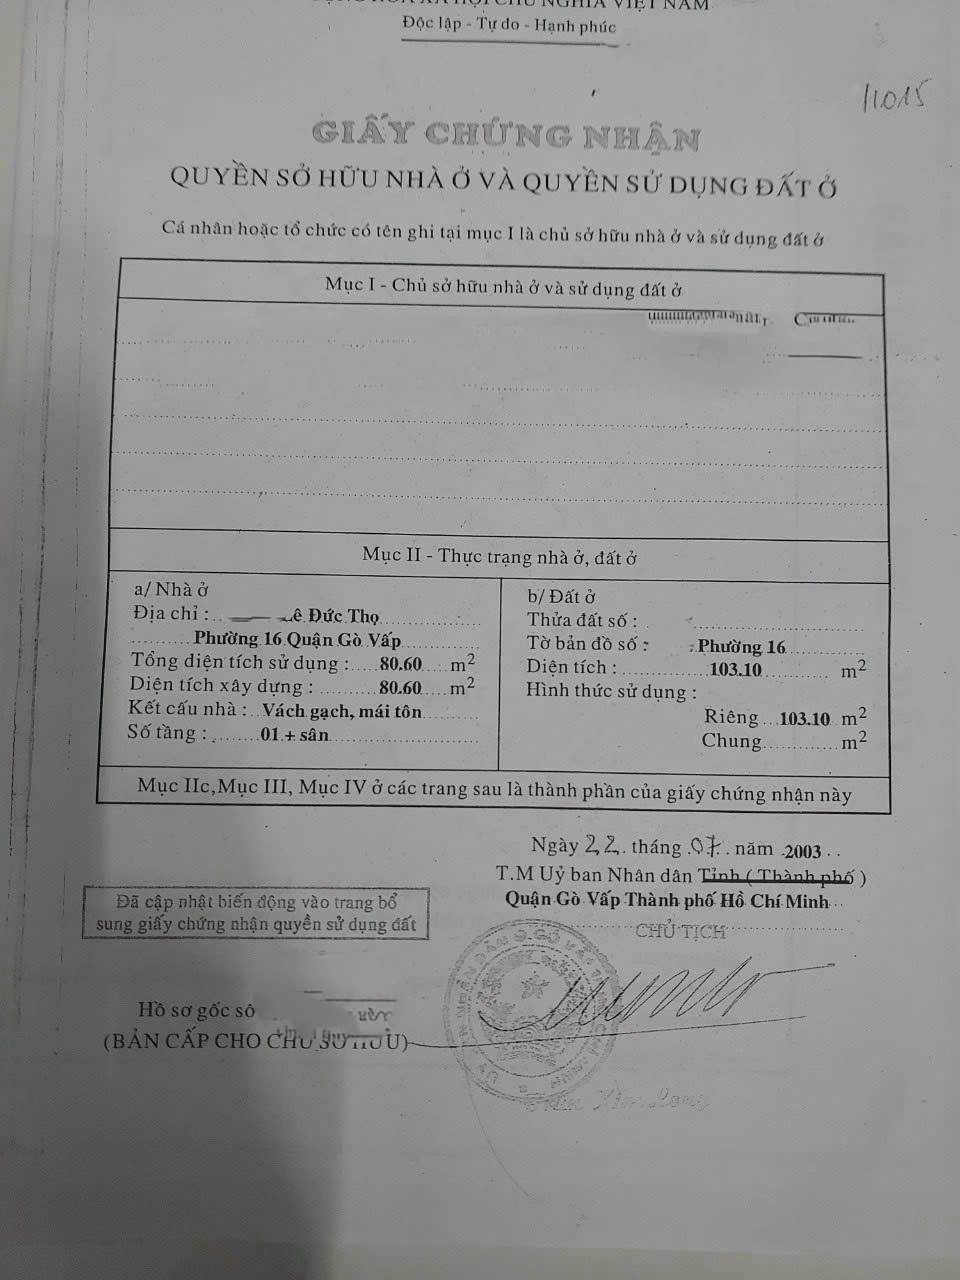 CỘNG HÒA XÃ HỘI CHỦ NGHĨA VIỆT NAM
Độc lập - Tự do - Hạnh phúc
11015
GIẤY CHỨNG NHẬN
QUYỀN SỞ HỮU NHÀ Ở VÀ QUYỀN SỬ DỤNG ĐẤT Ở
Cá nhân hoặc tổ chức có tên ghi tại mục I là chủ sở hữu nhà ở và sử dụng đất ở
Mục I - Chủ sở hữu nhà ở và sử dụng đất ở
Mục II - Thực trạng nhà ở, đất ở
a/ Nhà ở
Địa chỉ : Lê Đức Thọ
Phường 16 Quận Gò Vấp
Tổng diện tích sử dụng : 80.60 m2
Diện tích xây dựng : 80.60 m2
Kết cấu nhà : Vách gạch, mái tôn
Số tầng : 01 + sân
b/ Đất ở
Thửa đất số :
Tờ bản đồ số : Phường 16
Diện tích : 103.10 m2
Hình thức sử dụng :
Riêng 103.10 m2
Chung m2
Mục IIc,Mục III, Mục IV ở các trang sau là thành phần của giấy chứng nhận này
Ngày 22 tháng 07 năm 2003
T.M Uỷ ban Nhân dân Tỉnh ( Thành phố )
Quận Gò Vấp Thành phố Hồ Chí Minh
CHỦ TỊCH
Đã cập nhật biến động vào trang bổ
sung giấy chứng nhận quyền sử dụng đất
Hồ sơ gốc số
(BẢN CẤP CHO CHỦ SỞ HỮU)